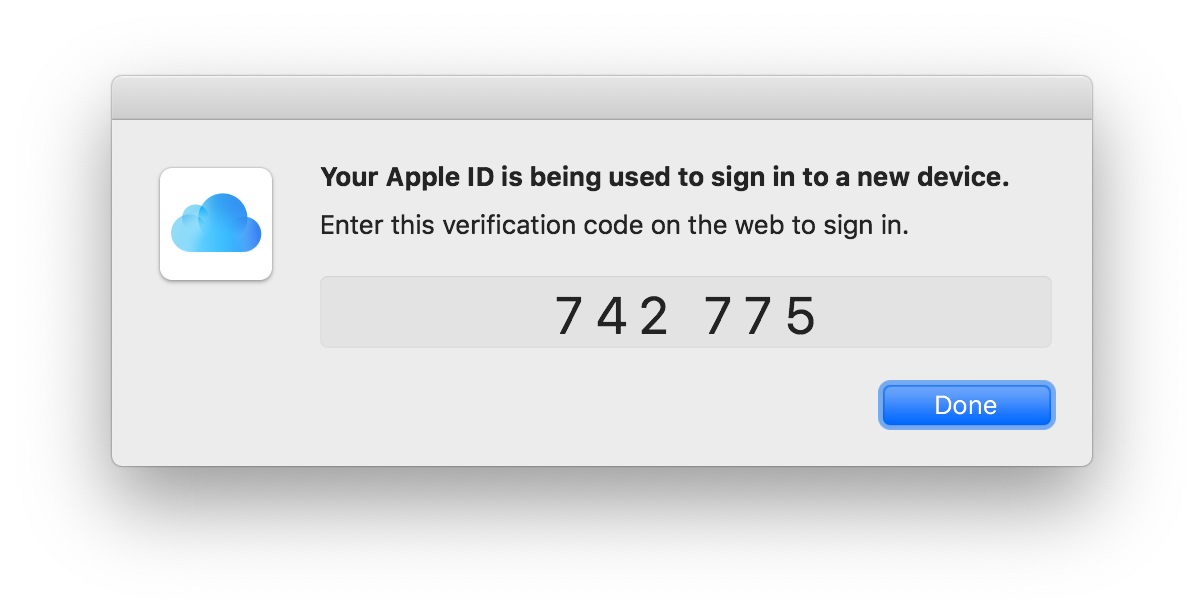 Your Apple ID is being used to sign in to a new device.
Enter this verification code on the web to sign in.
742 775
Done